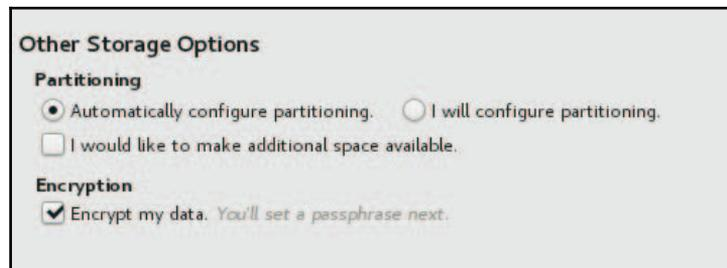 Other Storage Options
Partitioning
Automatically configure partitioning. I will configure partitioning.
I would like to make additional space available.
Encryption
Encrypt my data. You'll set a passphrase next.